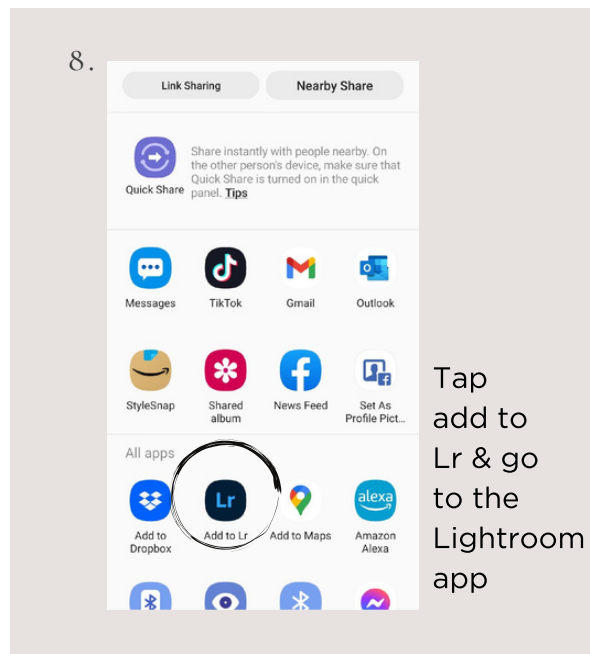 8.
Link Sharing
Nearby Share
Share instantly with people nearby. On
the other person's device, make sure that
Quick Share is turned on in the quick
panel. Tips
Quick Share
Messages
TikTok
Gmail
Outlook
StyleSnap
Shared
album
News Feed
Set As
Profile Pict...
All apps
Lr
alexa
Add to
Dropbox
Add to Lr
Add to Maps
Amazon
Alexa
Tap
add to
Lr & go
to the
Lightroom
app